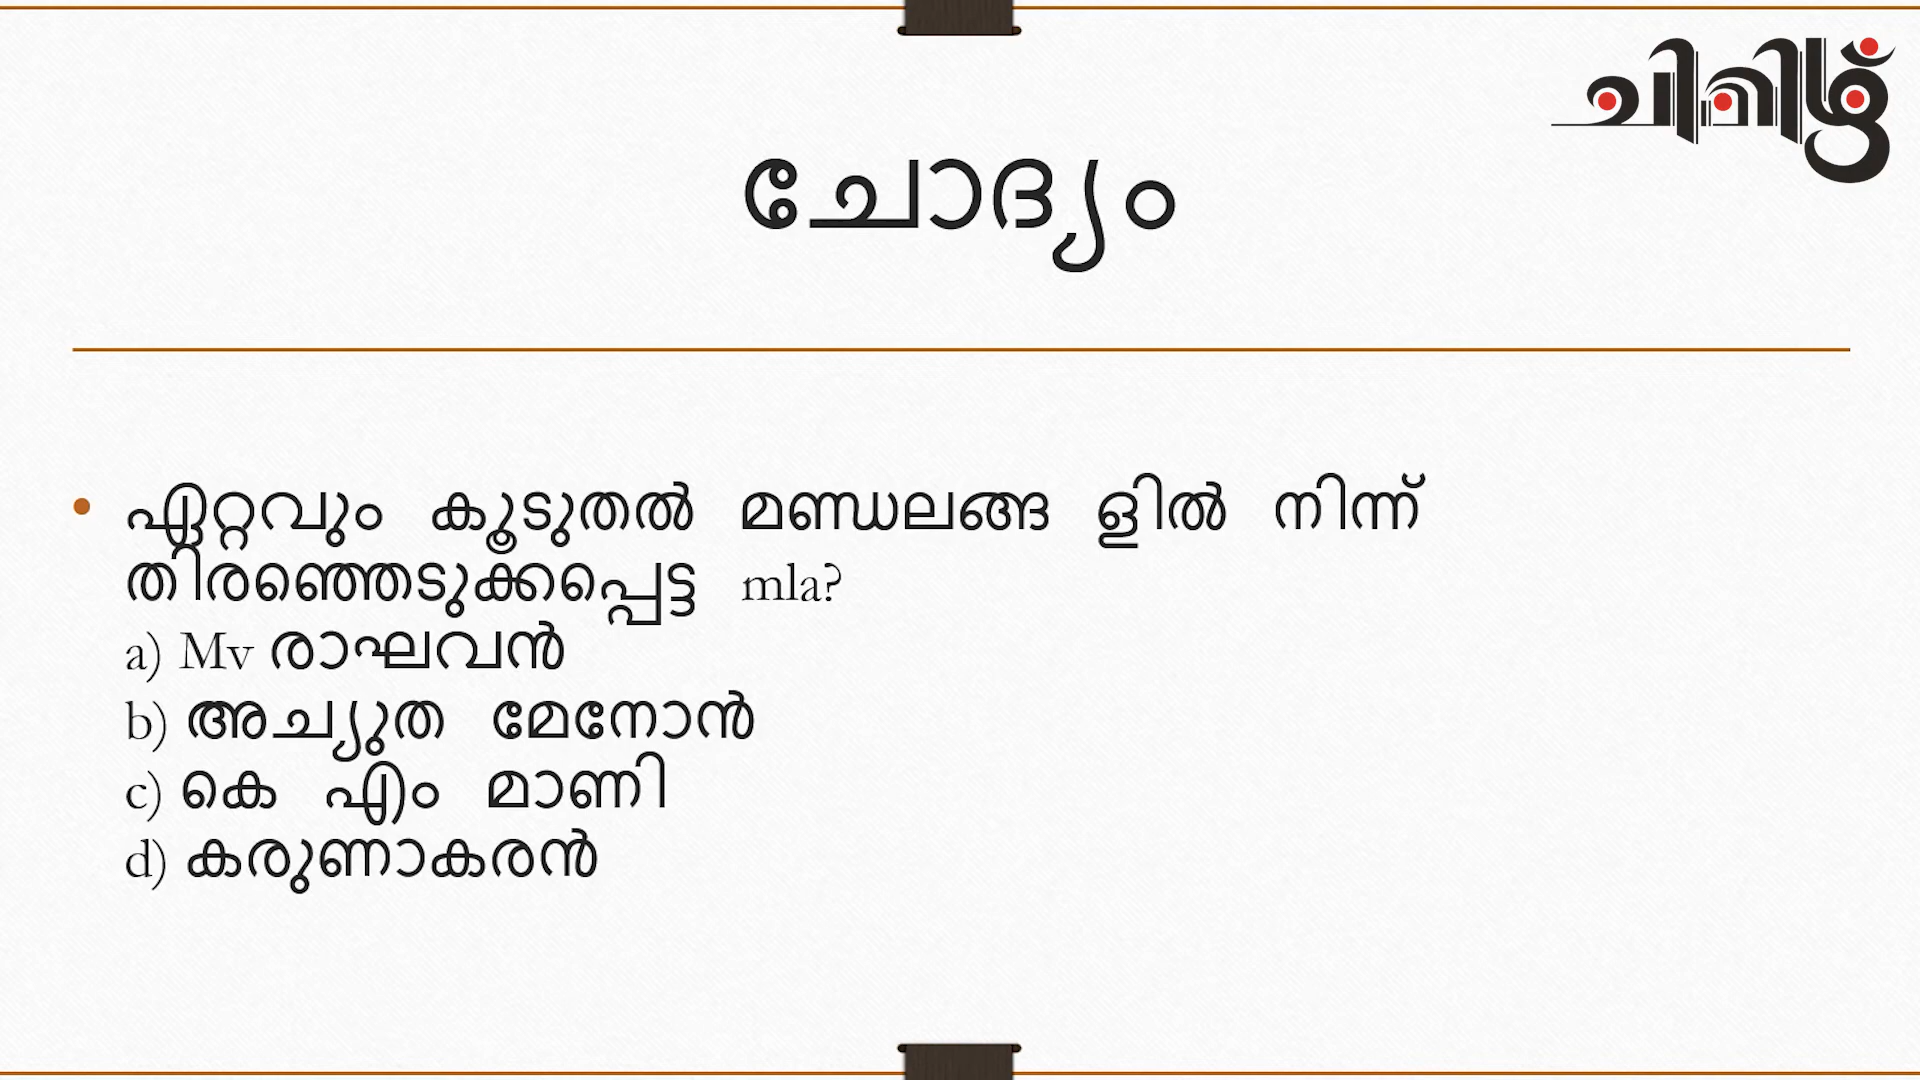 ചിമിഴ്
ചോദ്യം
• ഏറ്റവും കൂടുതൽ മണ്ഡലങ്ങ ളിൽ നിന്ന്
തിരഞ്ഞെടുക്കപ്പെട്ട mla?
a) Mv രാഘവൻ
b) അച്യുത മേനോൻ
c) കെ എം മാണി
d) കരുണാകരൻ